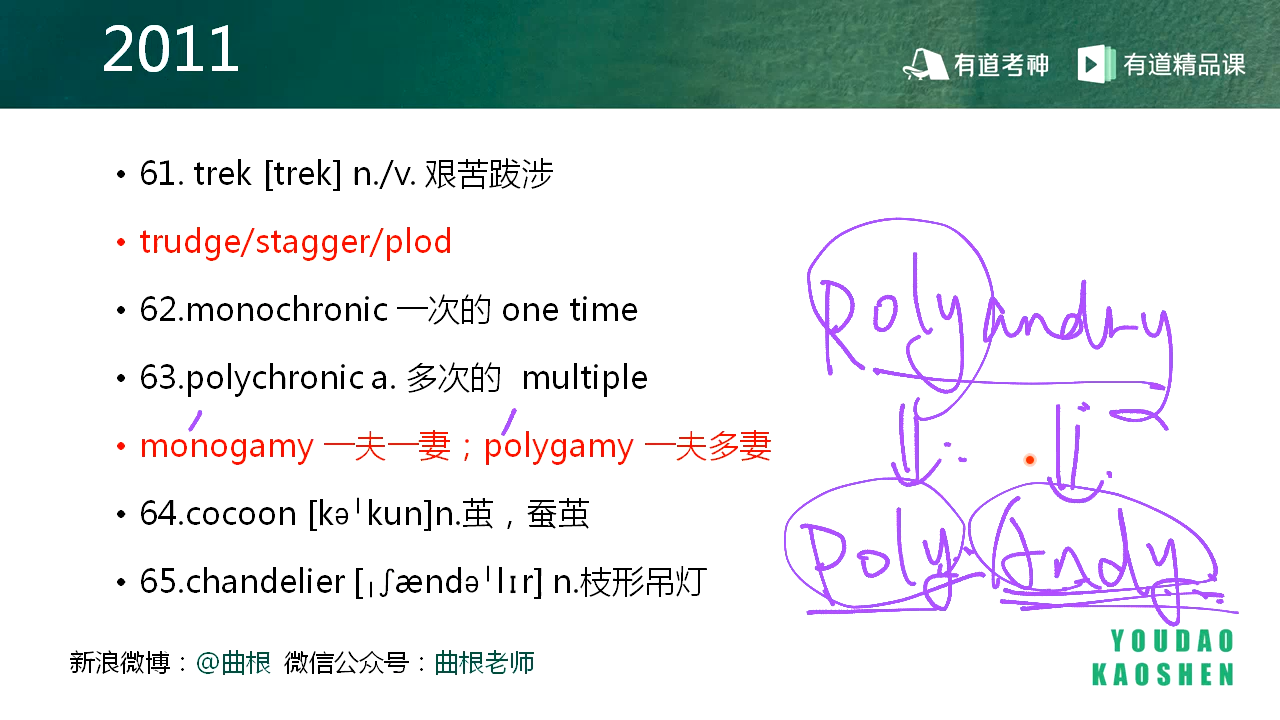 2011
有道考神
有道精品课
• 61. trek [trek] n./v. 艰苦跋涉
• trudge/stagger/plod
• 62.monochronic 一次的 one time
• 63.polychronic a. 多次的 multiple
• monogamy 一夫一妻；polygamy 一夫多妻
• 64.cocoon [kəˈkun]n.茧，蚕茧
• 65.chandelier [ˌʃændəˈlɪr] n.枝形吊灯
Polyandry
Poly. Andy
新浪微博：@曲根 微信公众号：曲根老师
YOUDAO
KAOSHEN